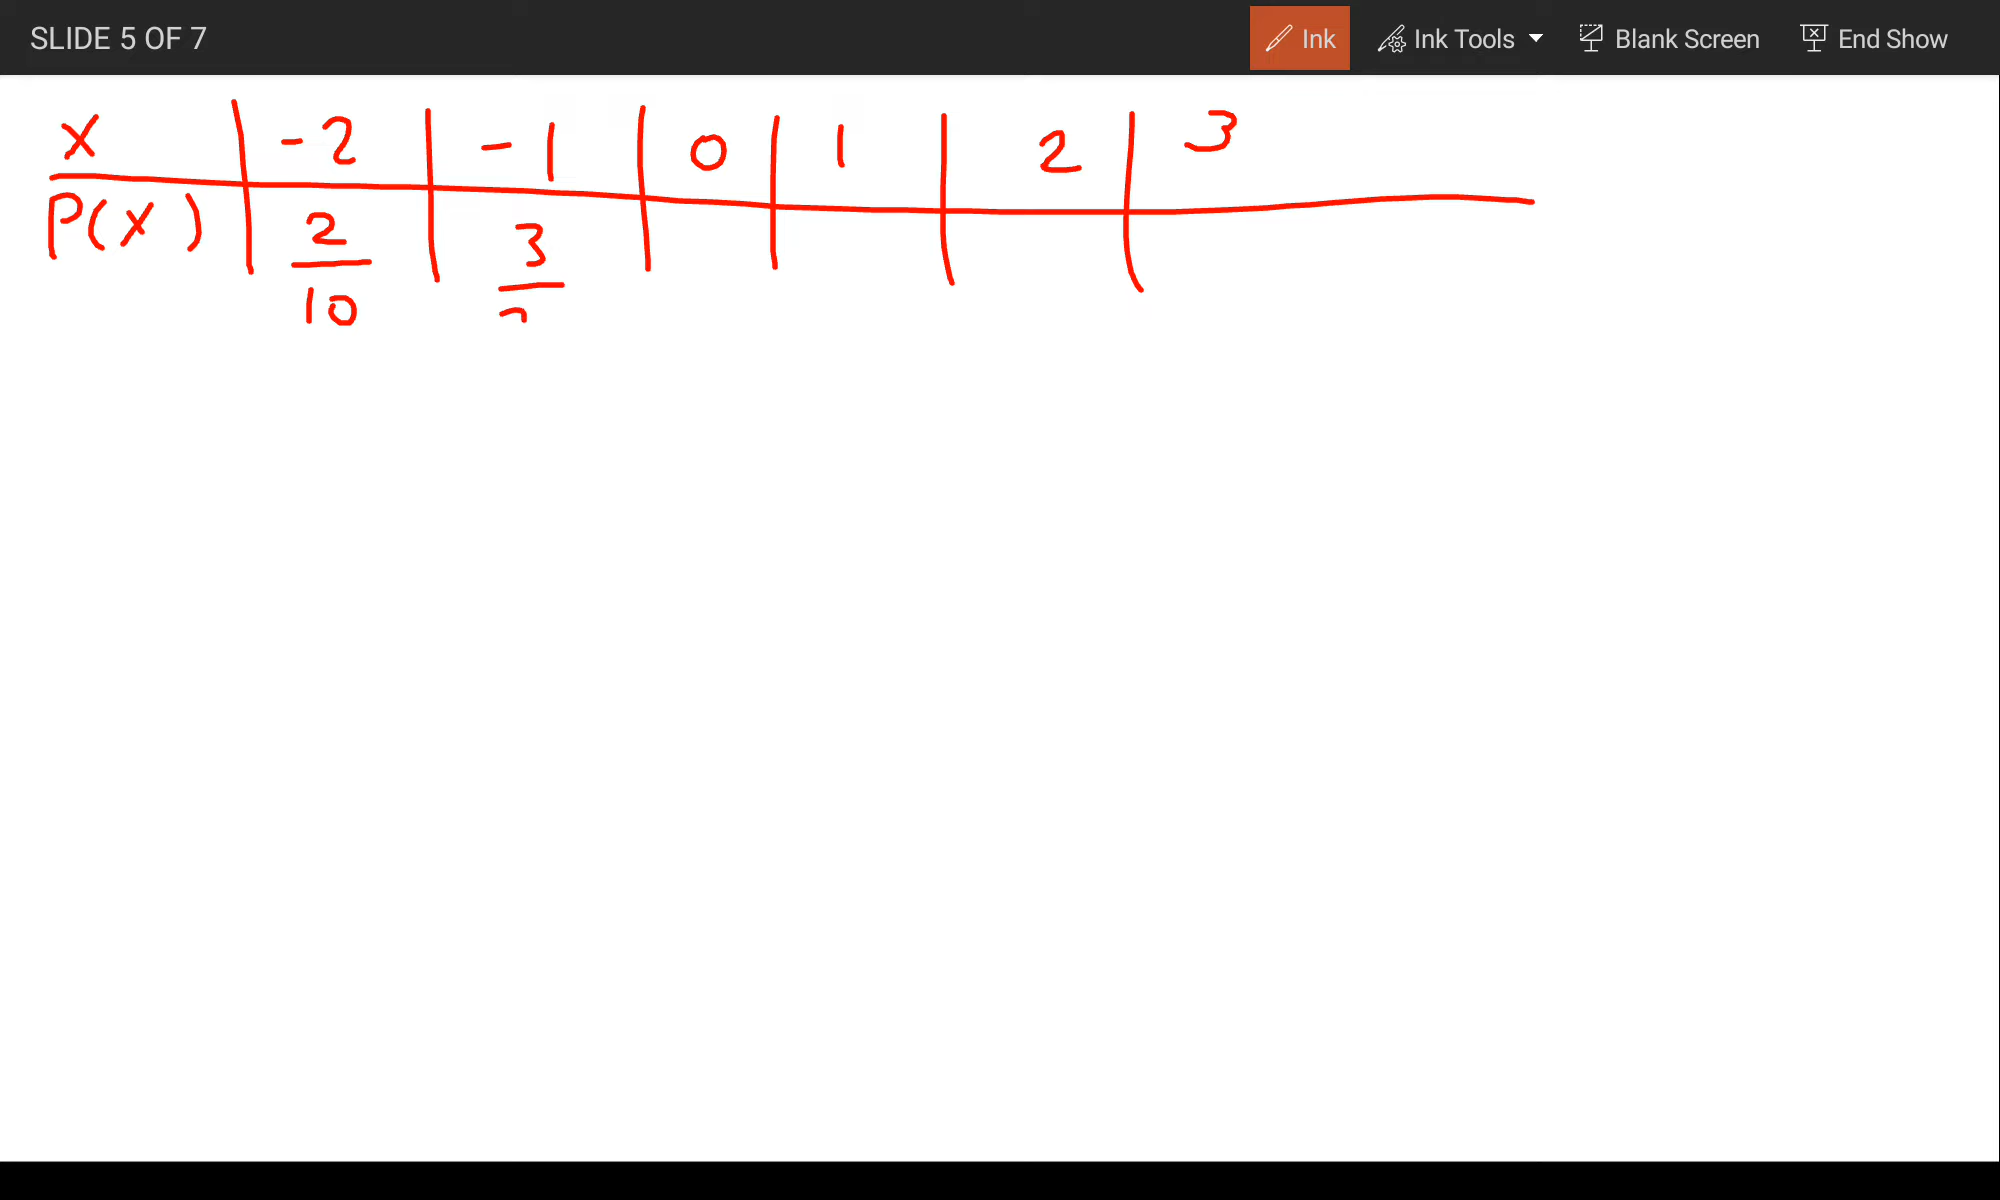 SLIDE 5 OF 7 Ink Ink Tools Blank Screen End Show
x -2 -1 0 1 2 3
P(x) 2/10 3/